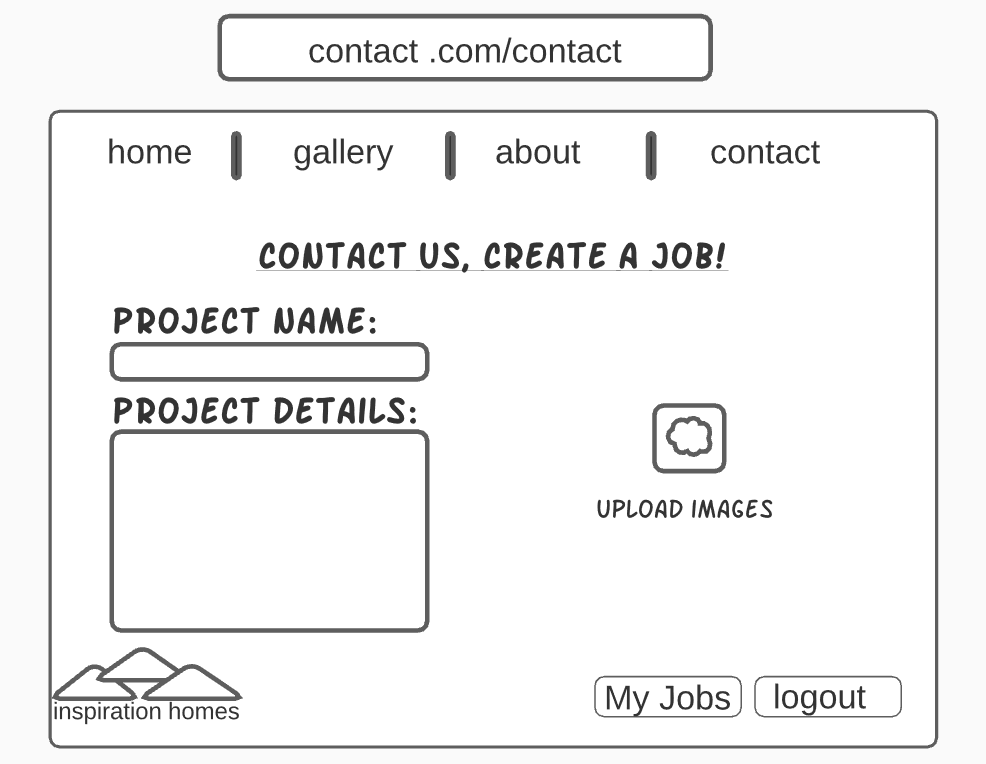 contact .com/contact
home gallery about contact
CONTACT US, CREATE A JOB!
PROJECT NAME:
PROJECT DETAILS:
UPLOAD IMAGES
inspiration homes
My Jobs logout